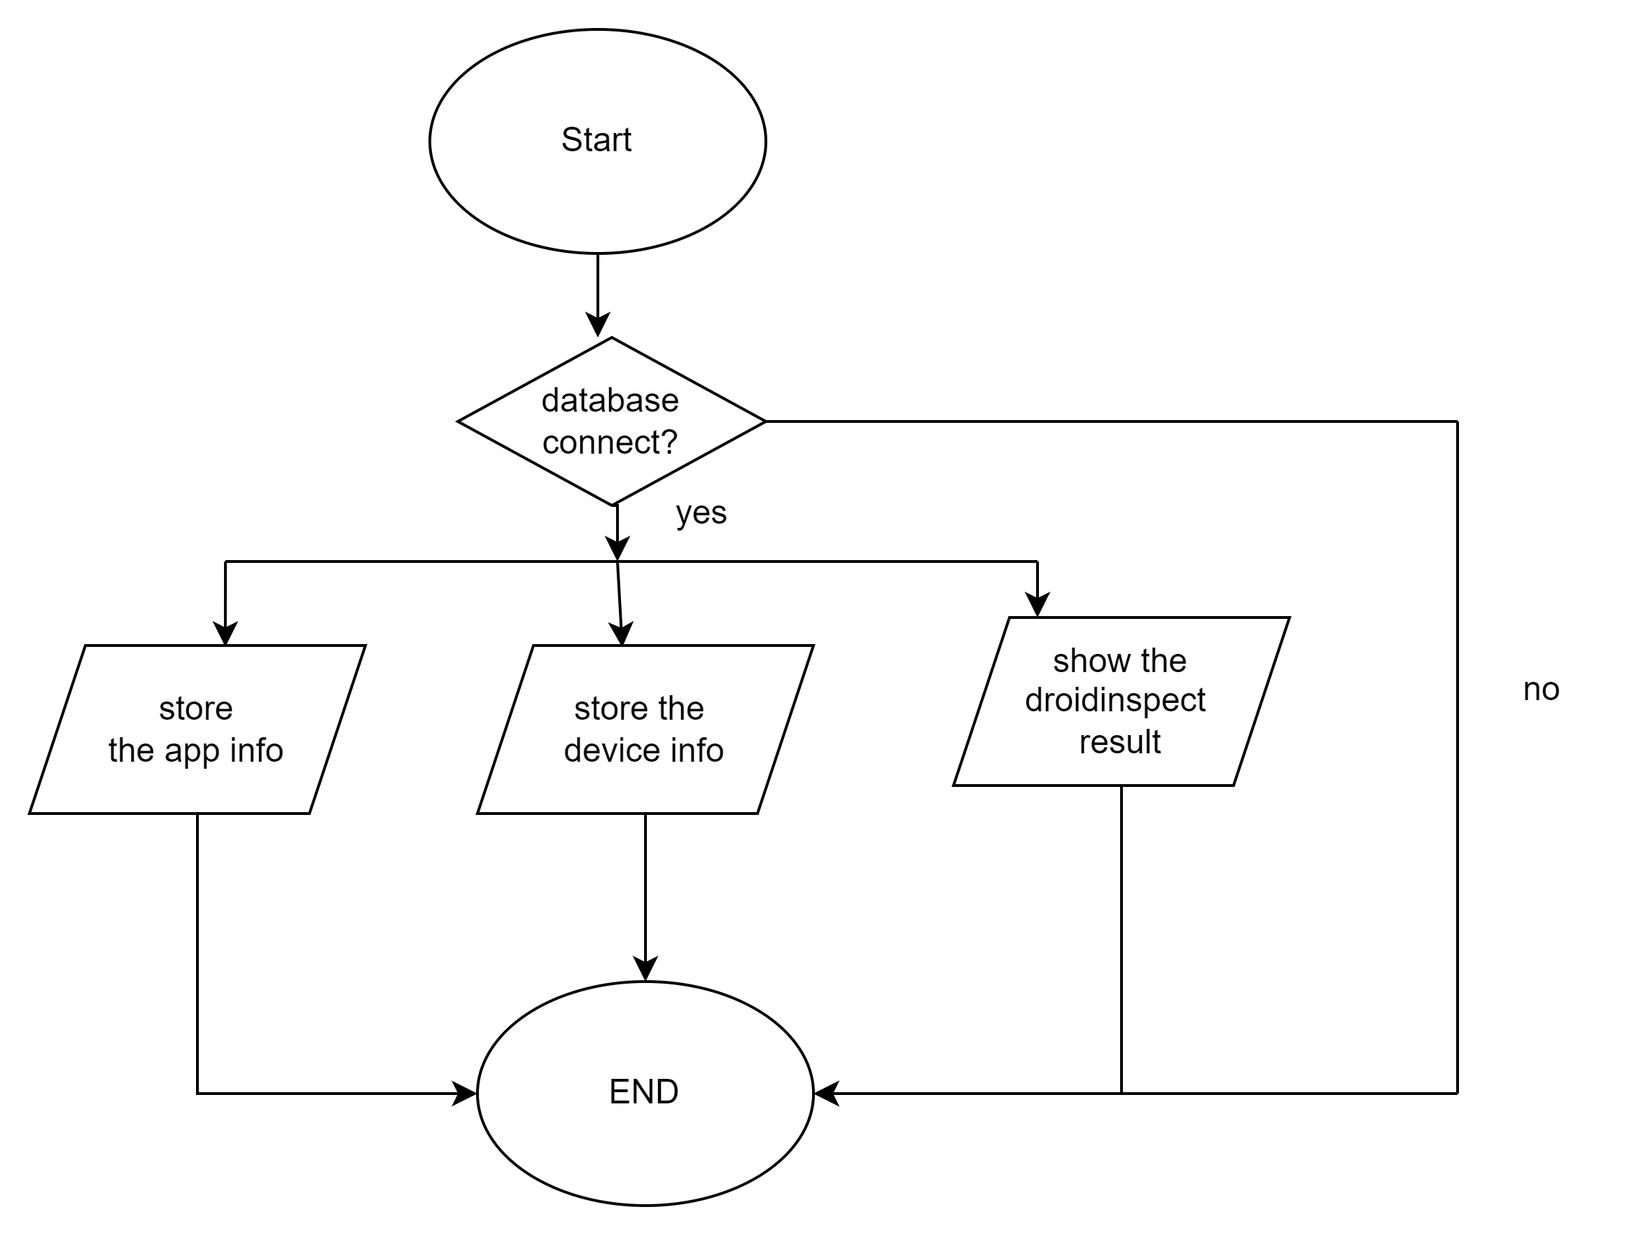 Start
database
connect?
yes
store
the app info
store the
device info
show the
droidinspect
result
no
END